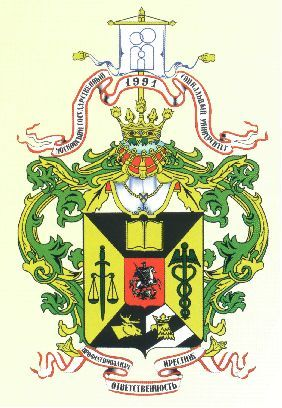 МОСКОВСКИЙ ГОСУДАРСТВЕННЫЙ
1991
СОЦИАЛЬНЫЙ УНИВЕРСИТЕТ
ПРОФЕССИОНАЛИЗМ
ПРЕСТИЖ
ОТВЕТСТВЕННОСТЬ